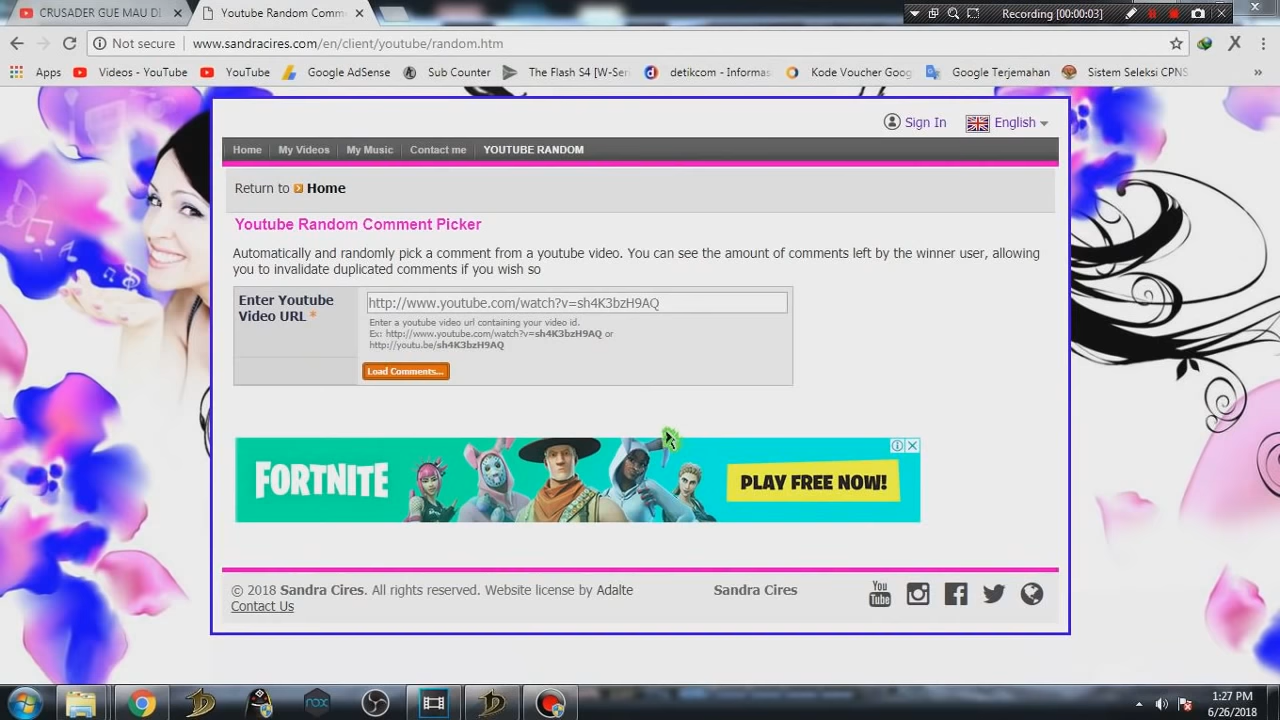 CRUSADER GUE MAU DI
Youtube Random Comm
Recording [00:00:03]
Not secure
www.sandracires.com/en/client/youtube/random.htm
Apps
Videos - YouTube
YouTube
Google AdSense
Sub Counter
The Flash S4 [W-Seri
detikcom - Informas
Kode Voucher Goog
Google Terjemahan
Sistem Seleksi CPNS
Sign In
English
Home
My Videos
My Music
Contact me
YOUTUBE RANDOM
Return to Home
Youtube Random Comment Picker
Automatically and randomly pick a comment from a youtube video. You can see the amount of comments left by the winner user, allowing
you to invalidate duplicated comments if you wish so
Enter Youtube
Video URL *
http://www.youtube.com/watch?v=sh4K3bzH9AQ
Enter a youtube video url containing your video id.
Ex: http://www.youtube.com/watch?v=sh4K3bzH9AQ or
http://youtu.be/sh4K3bzH9AQ
Load Comments...
FORTNITE
PLAY FREE NOW!
© 2018 Sandra Cires. All rights reserved. Website license by Adalte
Contact Us
Sandra Cires
You
Tube
nox
1:27 PM
6/26/2018